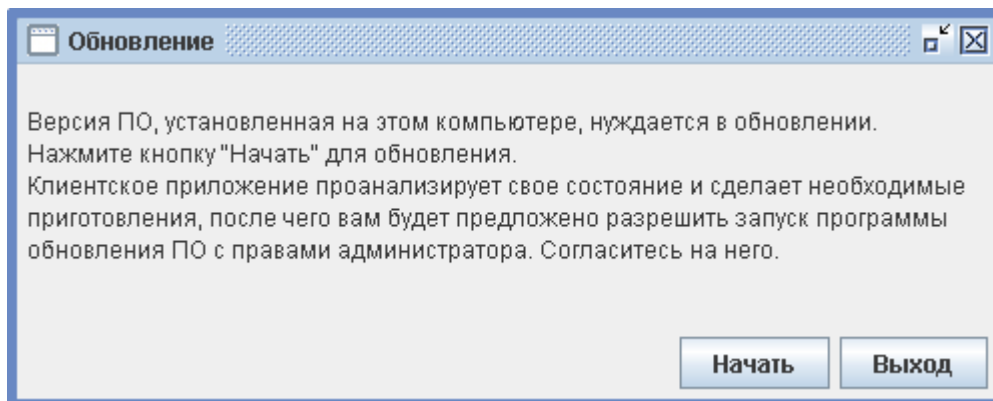 Обновление
Версия ПО, установленная на этом компьютере, нуждается в обновлении.
Нажмите кнопку "Начать" для обновления.
Клиентское приложение проанализирует свое состояние и сделает необходимые
приготовления, после чего вам будет предложено разрешить запуск программы
обновления ПО с правами администратора. Согласитесь на него.
Начать Выход